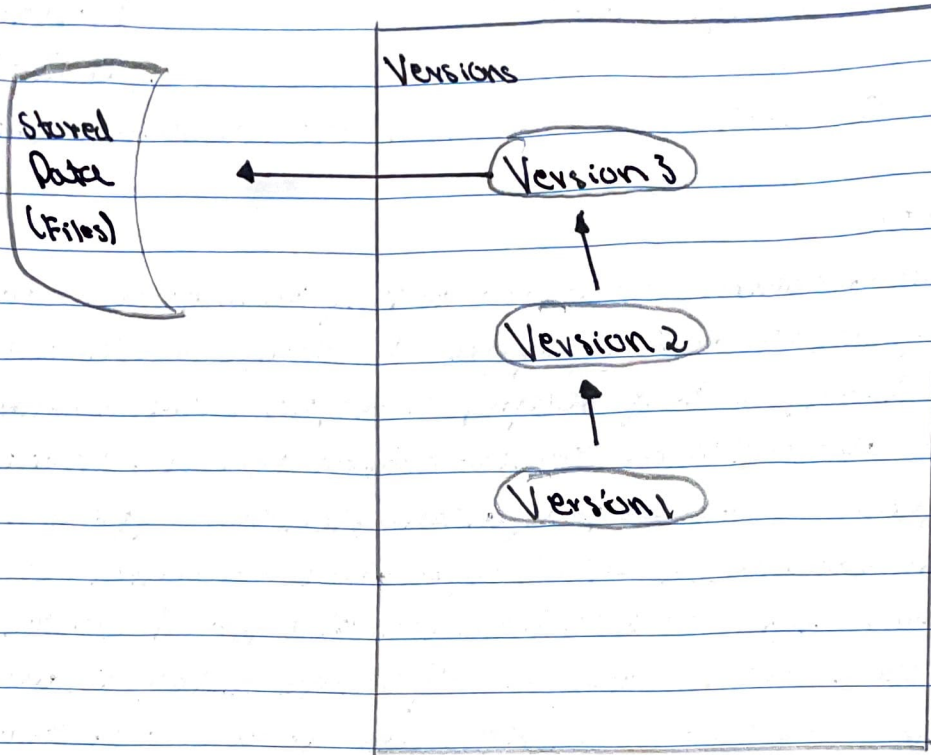 Versions
Stored
Data
(Files)
Version 3
Version 2
Version 1